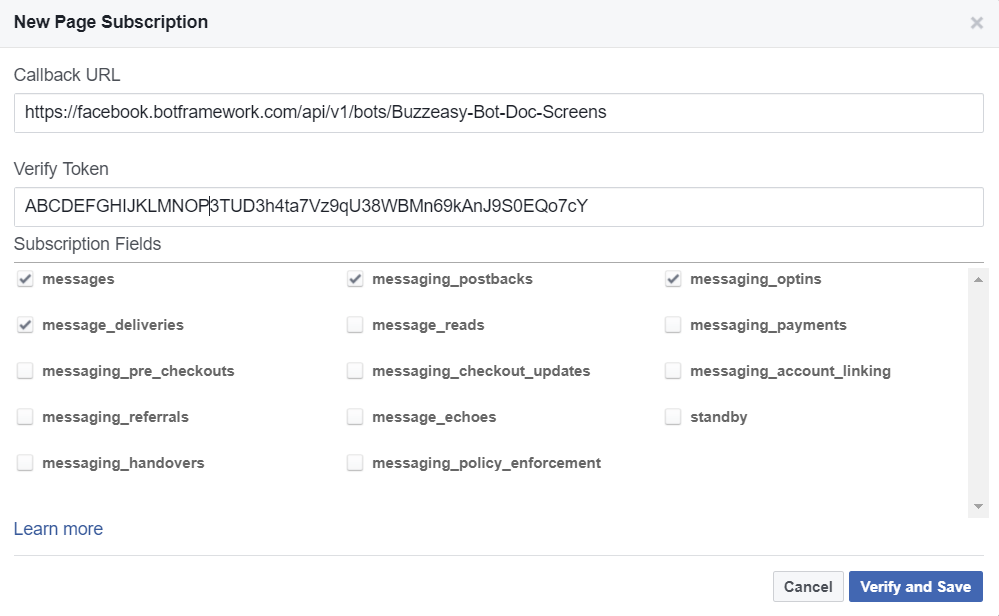 New Page Subscription
Callback URL
https://facebook.botframework.com/api/v1/bots/Buzzeasy-Bot-Doc-Screens
Verify Token
ABCDEFGHIJKLMNOP3TUD3h4ta7Vz9qU38WBMn69kAnJ9S0EQo7cY
Subscription Fields
messages messaging_postbacks messaging_optins
message_deliveries message_reads messaging_payments
messaging_pre_checkouts messaging_checkout_updates messaging_account_linking
messaging_referrals message_echoes standby
messaging_handovers messaging_policy_enforcement
Learn more
Cancel Verify and Save